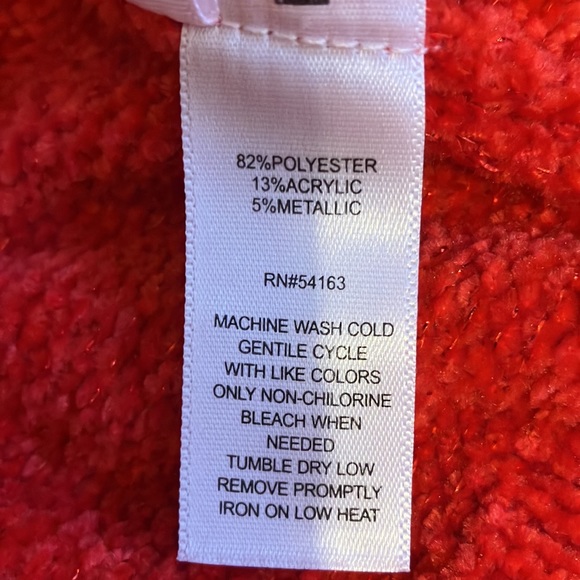 82%POLYESTER
13%ACRYLIC
5%METALLIC
RN#54163
MACHINE WASH COLD
GENTILE CYCLE
WITH LIKE COLORS
ONLY NON-CHILORINE
BLEACH WHEN
NEEDED
TUMBLE DRY LOW
REMOVE PROMPTLY
IRON ON LOW HEAT